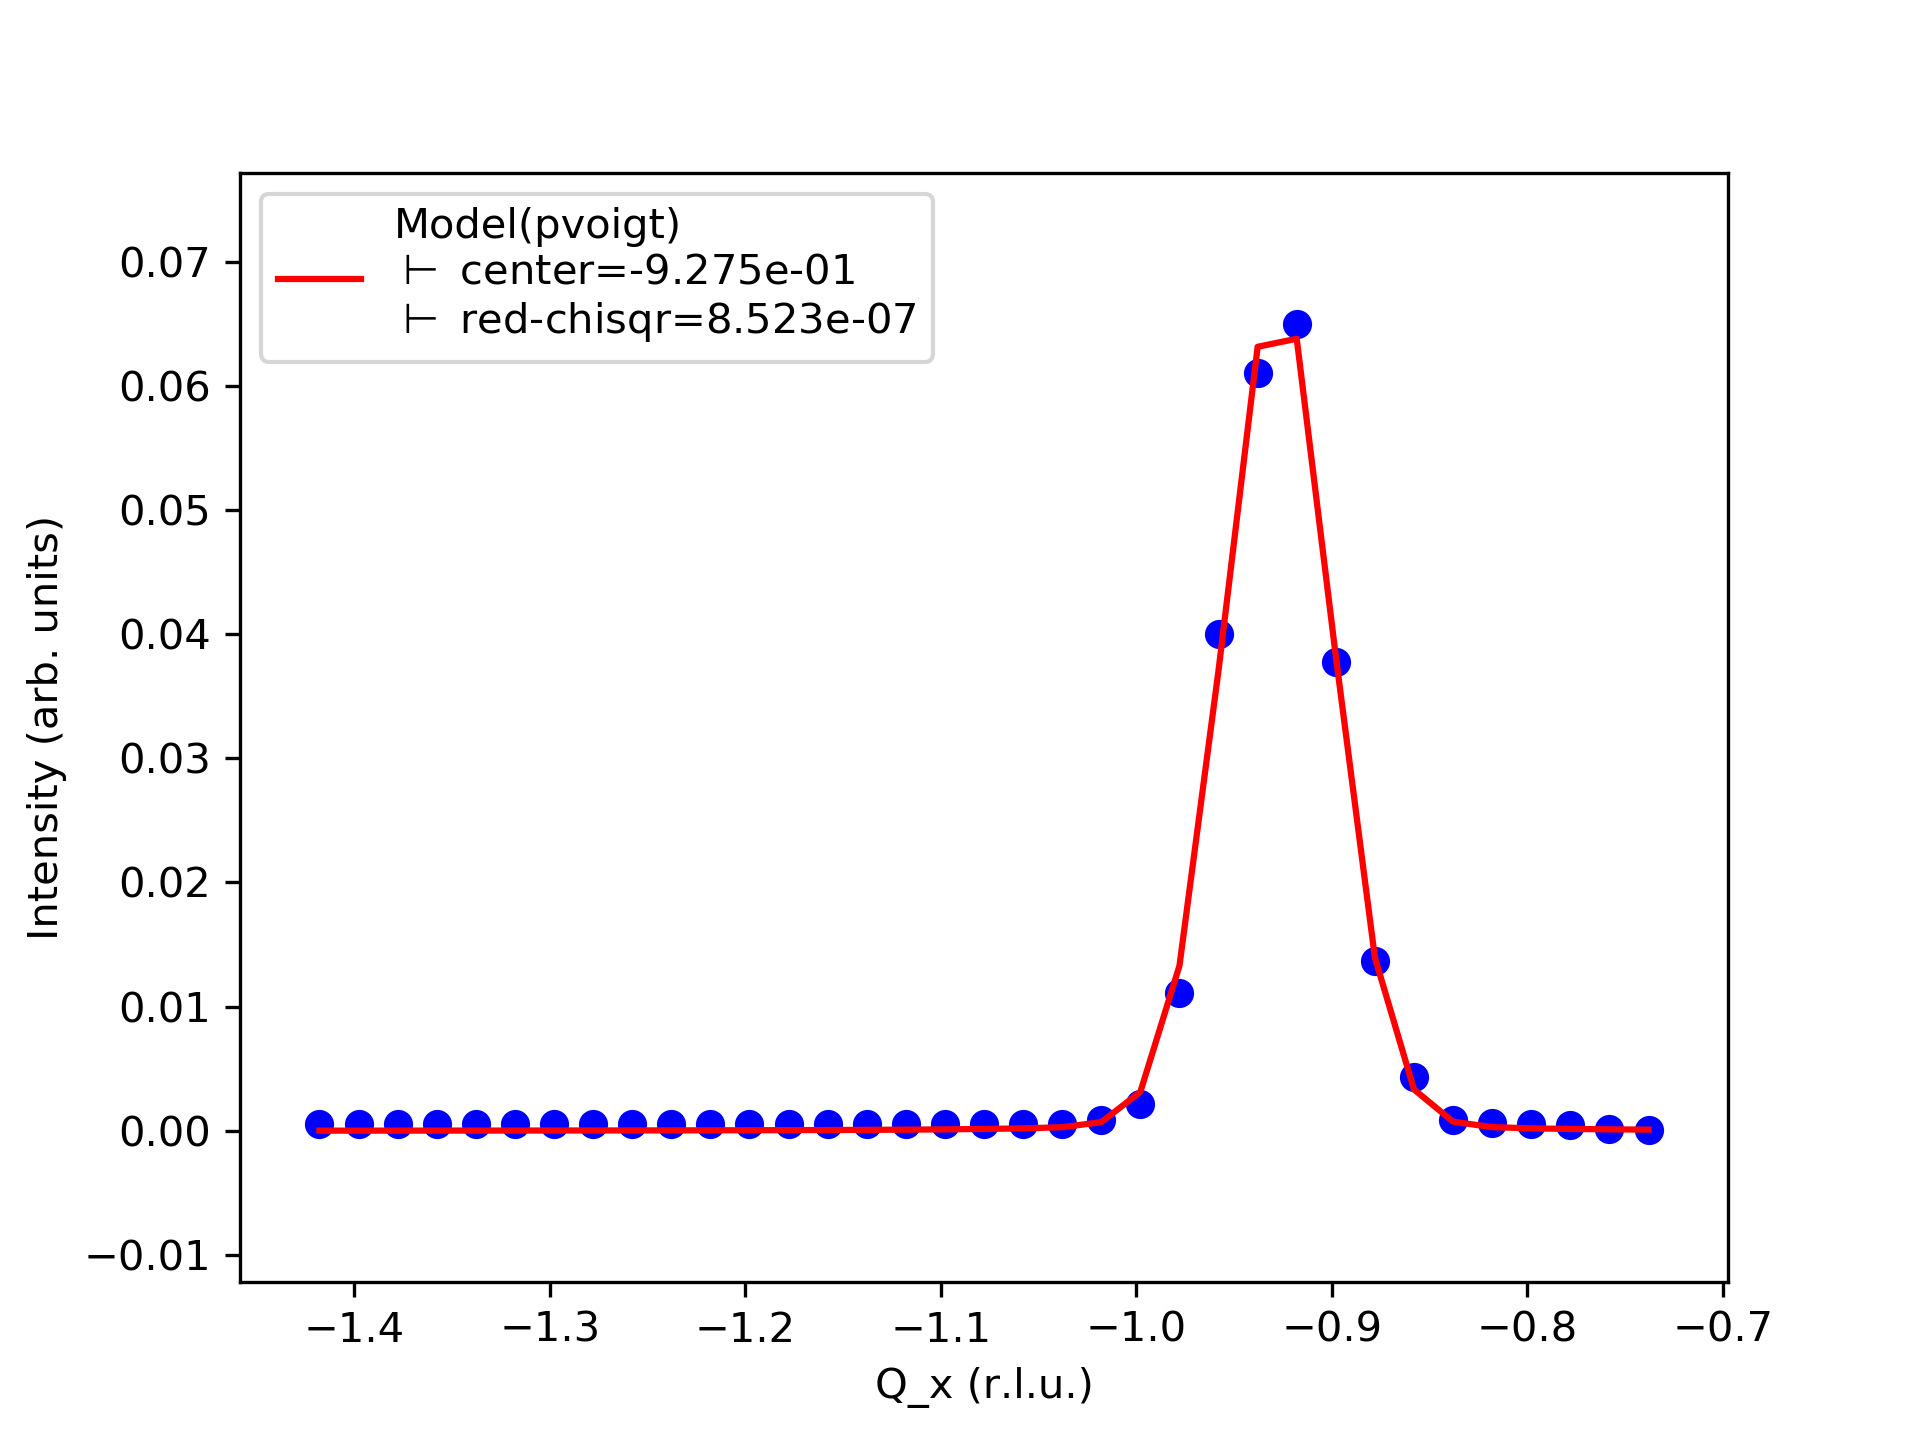 Model(pvoigt)
⊢ center=-9.275e-01
⊢ red-chisqr=8.523e-07
0.07
0.06
0.05
0.04
0.03
0.02
0.01
0.00
−0.01
Intensity (arb. units)
−1.4 −1.3 −1.2 −1.1 −1.0 −0.9 −0.8 −0.7
Q_x (r.l.u.)